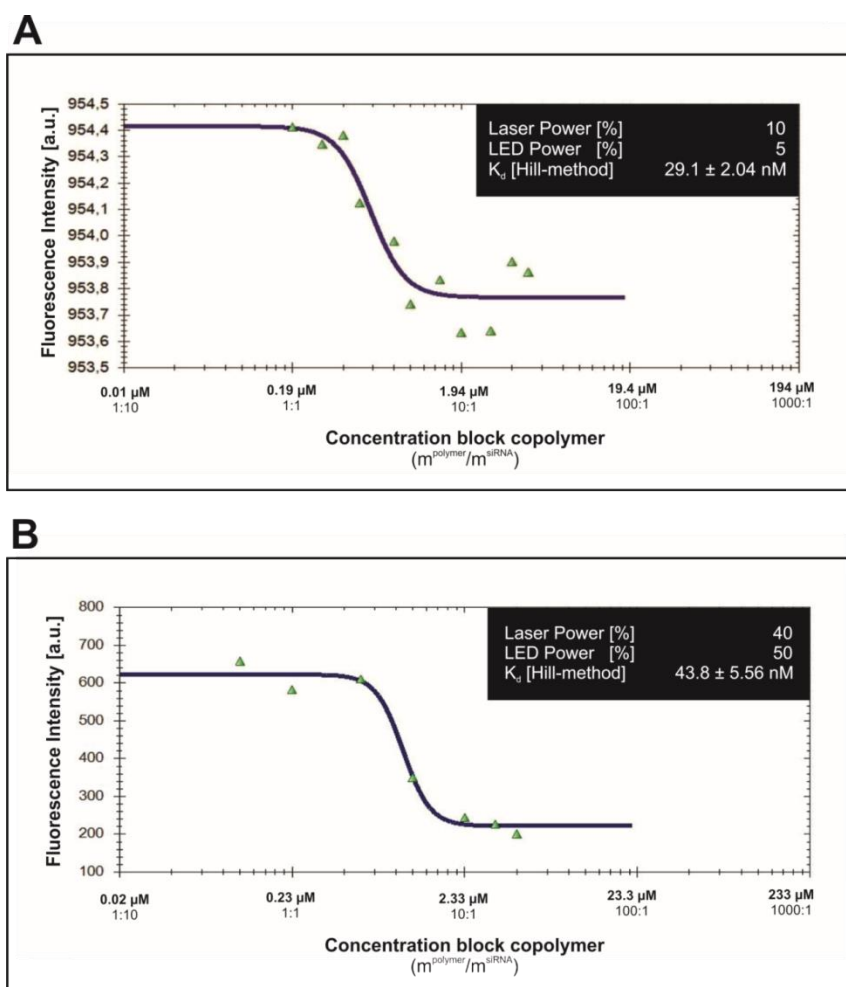 A
Fluorescence Intensity [a.u.]
954,5
954,4
954,3
954,2
954,1
954,0
953,9
953,8
953,7
953,6
953,5
Laser Power [%] 10
LED Power [%] 5
Kd [Hill-method] 29.1 ± 2.04 nM
0.01 µM 0.19 µM 1.94 µM 19.4 µM 194 µM
1:10 1:1 10:1 100:1 1000:1
Concentration block copolymer
(m^polymer/m^siRNA)
B
Fluorescence Intensity [a.u.]
800
700
600
500
400
300
200
100
Laser Power [%] 40
LED Power [%] 50
Kd [Hill-method] 43.8 ± 5.56 nM
0.02 µM 0.23 µM 2.33 µM 23.3 µM 233 µM
1:10 1:1 10:1 100:1 1000:1
Concentration block copolymer
(m^polymer/m^siRNA)